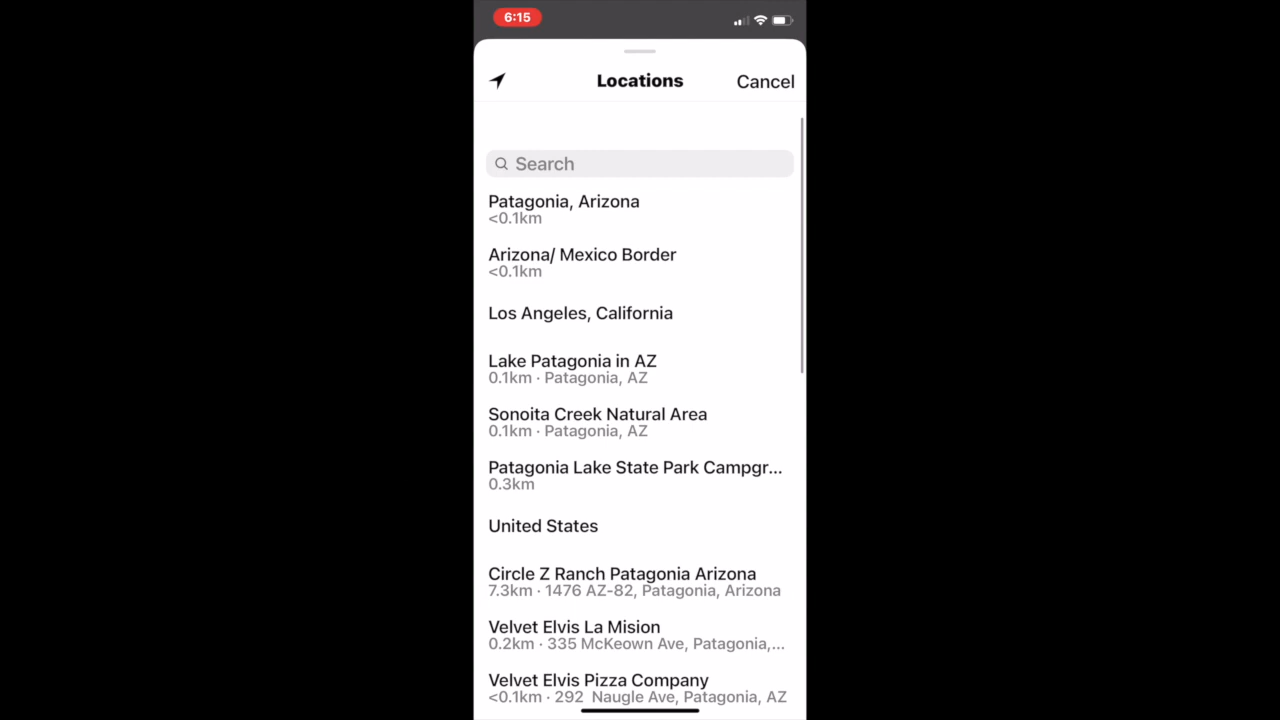 6:15
Locations
Cancel
Search
Patagonia, Arizona
<0.1km
Arizona/ Mexico Border
<0.1km
Los Angeles, California
Lake Patagonia in AZ
0.1km · Patagonia, AZ
Sonoita Creek Natural Area
0.1km · Patagonia, AZ
Patagonia Lake State Park Campgr...
0.3km
United States
Circle Z Ranch Patagonia Arizona
7.3km · 1476 AZ-82, Patagonia, Arizona
Velvet Elvis La Mision
0.2km · 335 McKeown Ave, Patagonia,...
Velvet Elvis Pizza Company
<0.1km · 292  Naugle Ave, Patagonia, AZ